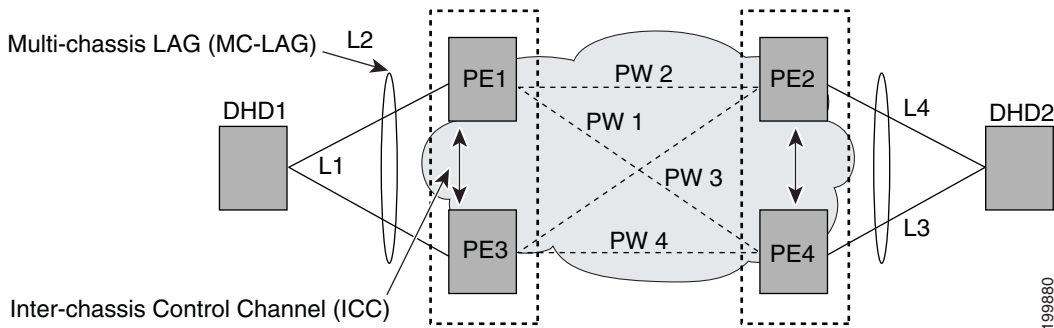 Multi-chassis LAG (MC-LAG)
L2
PE1
PW 2
PE2
DHD1
PW 1
L4
DHD2
L1
PW 3
PE3
PW 4
PE4
L3
Inter-chassis Control Channel (ICC)
199880